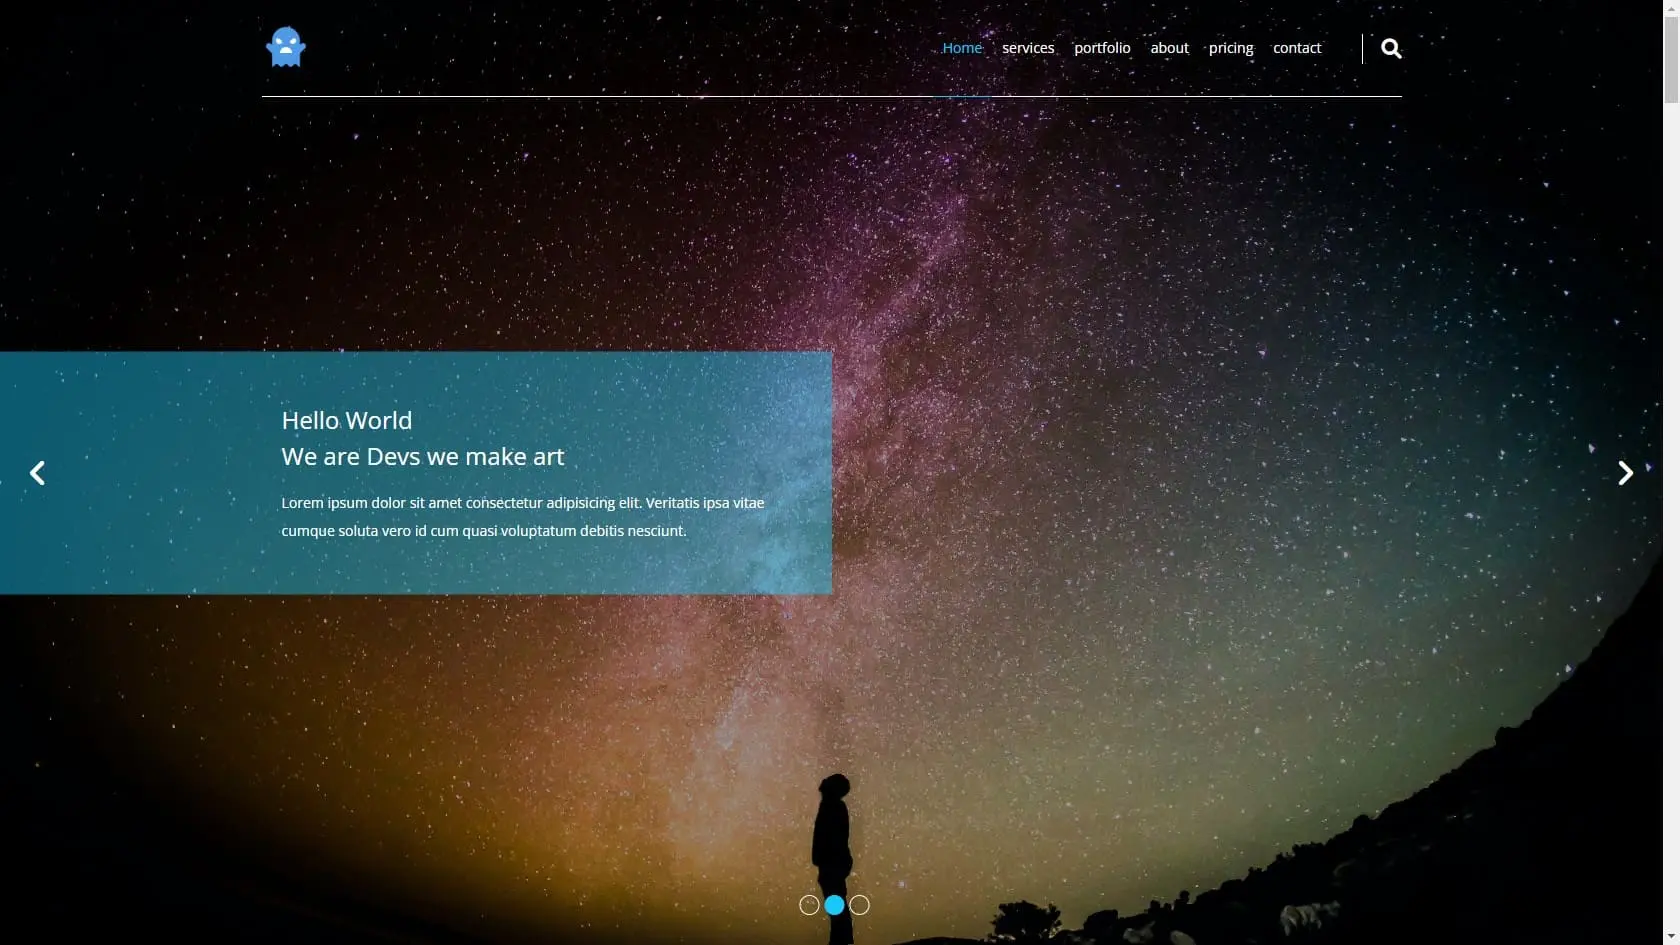 Home services portfolio about pricing contact
Hello World
We are Devs we make art
Lorem ipsum dolor sit amet consectetur adipisicing elit. Veritatis ipsa vitae
cumque soluta vero id cum quasi voluptatum debitis nesciunt.